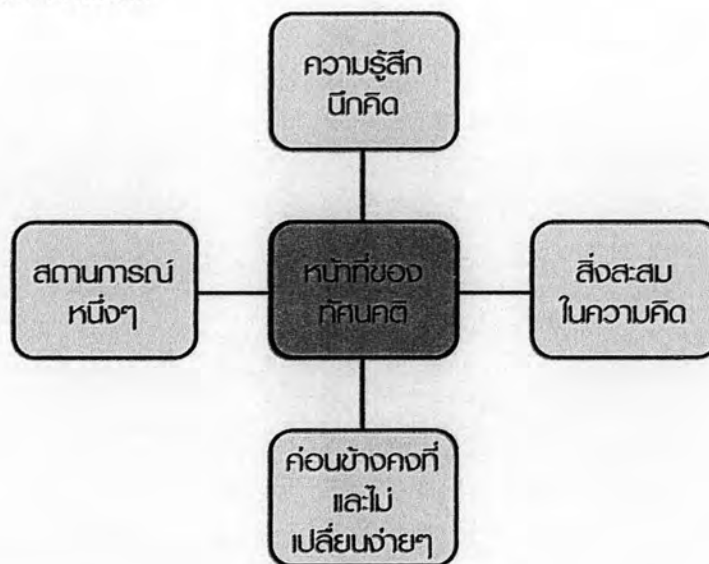 ความรู้สึก
นึกคิด
สถานการณ์
หนึ่งๆ
หน้าที่ของ
ทัศนคติ
สิ่งสะสม
ในความคิด
ค่อนข้างคงที่
และไม่
เปลี่ยนง่ายๆ